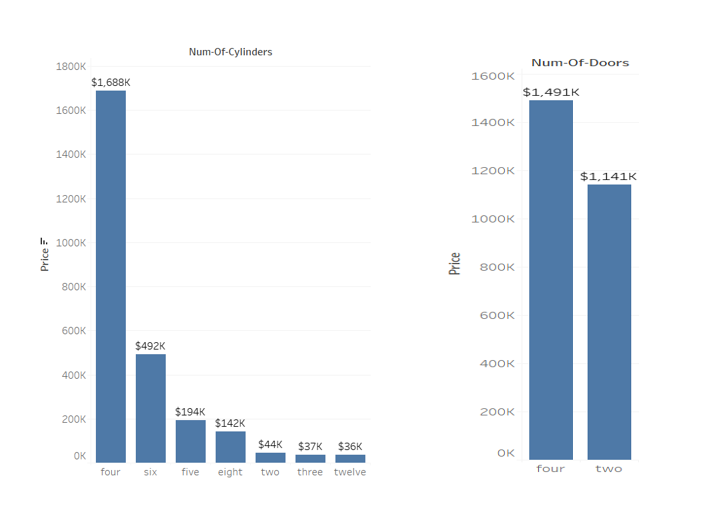 Num-Of-Cylinders
1800K
$1,688K
1600K
1400K
1200K
1000K
Price
800K
600K
$492K
400K
$194K
200K
$142K
$44K
$37K
$36K
0K
four six five eight two three twelve
Num-Of-Doors
1600K
$1,491K
1400K
1200K
$1,141K
1000K
Price
800K
600K
400K
200K
0K
four two